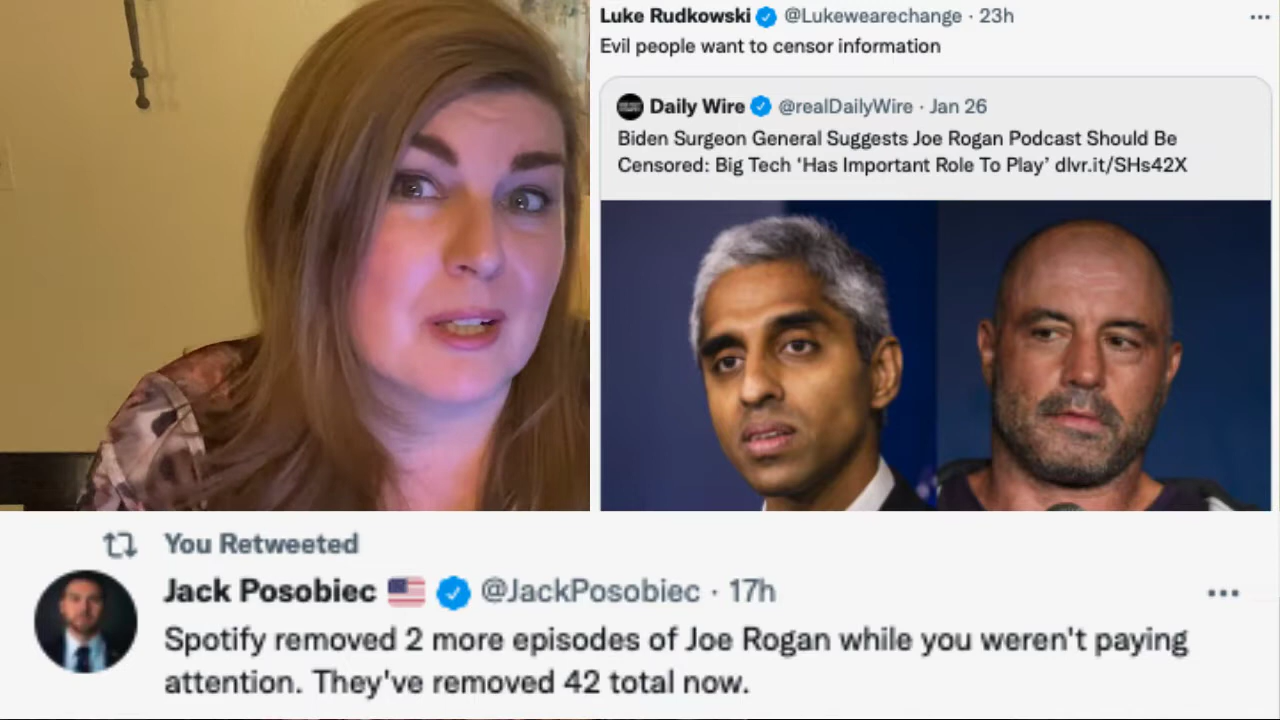 Luke Rudkowski @Lukewearechange · 23h
Evil people want to censor information
Daily Wire @realDailyWire · Jan 26
Biden Surgeon General Suggests Joe Rogan Podcast Should Be
Censored: Big Tech ‘Has Important Role To Play’ dlvr.it/SHs42X
You Retweeted
Jack Posobiec 🇺🇸 @JackPosobiec · 17h
Spotify removed 2 more episodes of Joe Rogan while you weren't paying
attention. They've removed 42 total now.